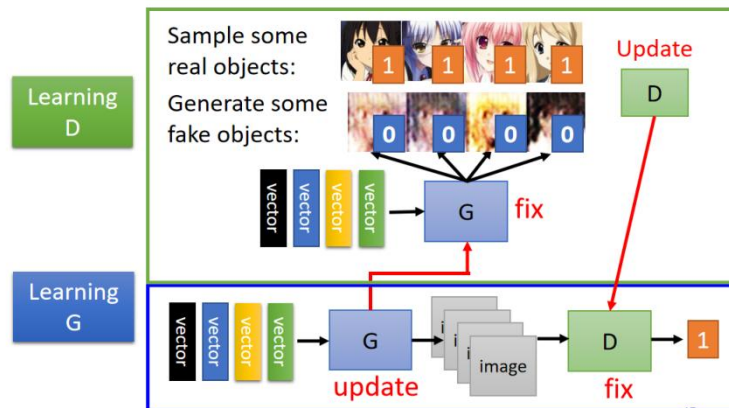 Sample some
real objects:
1 1 1 1
Update
D
Learning
D
Generate some
fake objects:
0 0 0 0
vector vector vector vector
G
fix
Learning
G
vector vector vector vector
G
update
image
D
fix
1